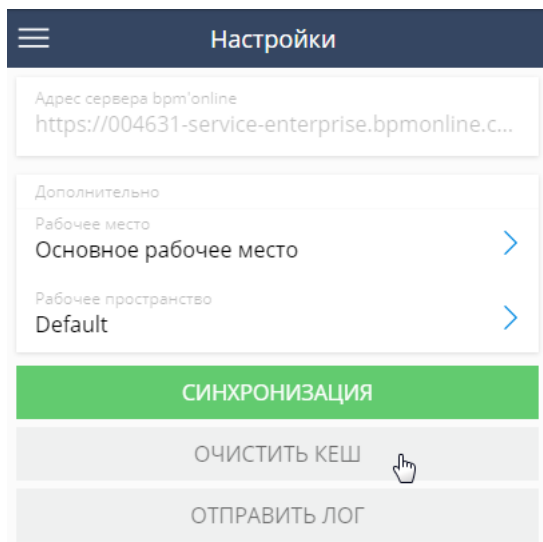 Настройки
Адрес сервера bpm'online
https://004631-service-enterprise.bpmonline.c...
Дополнительно
Рабочее место
Основное рабочее место
Рабочее пространство
Default
СИНХРОНИЗАЦИЯ
ОЧИСТИТЬ КЕШ
ОТПРАВИТЬ ЛОГ